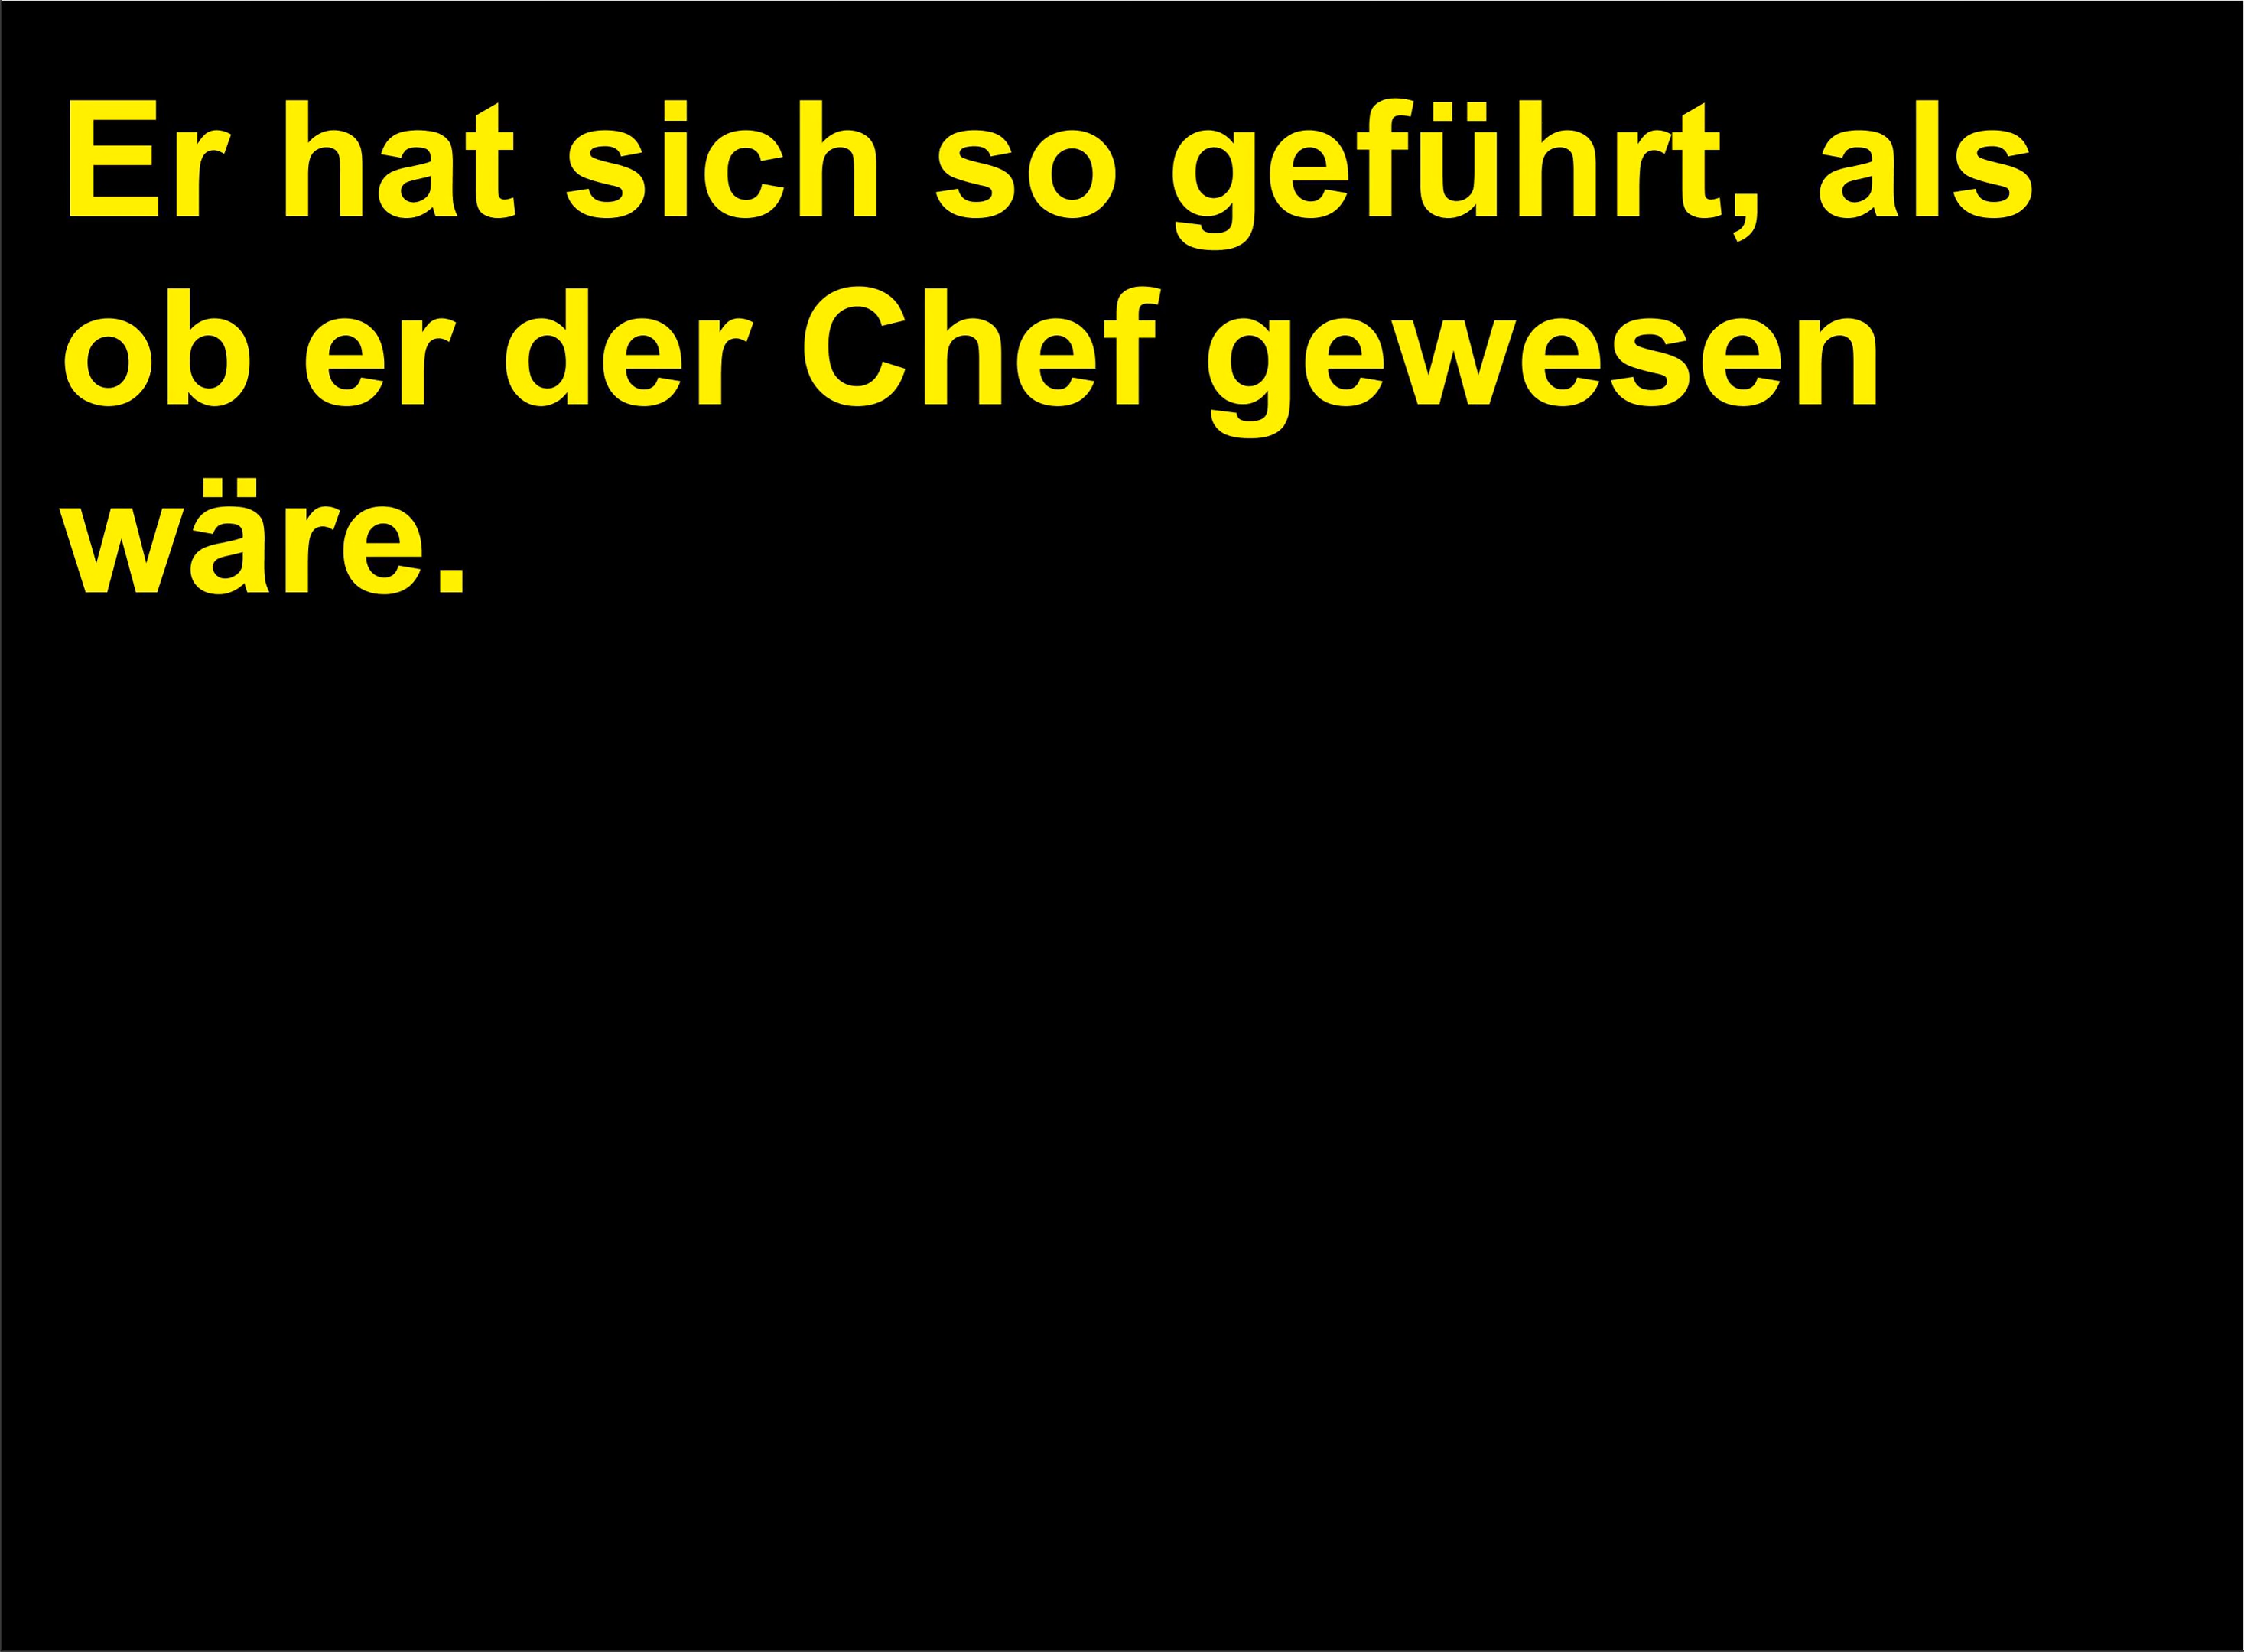 Er hat sich so geführt, als
ob er der Chef gewesen
wäre.